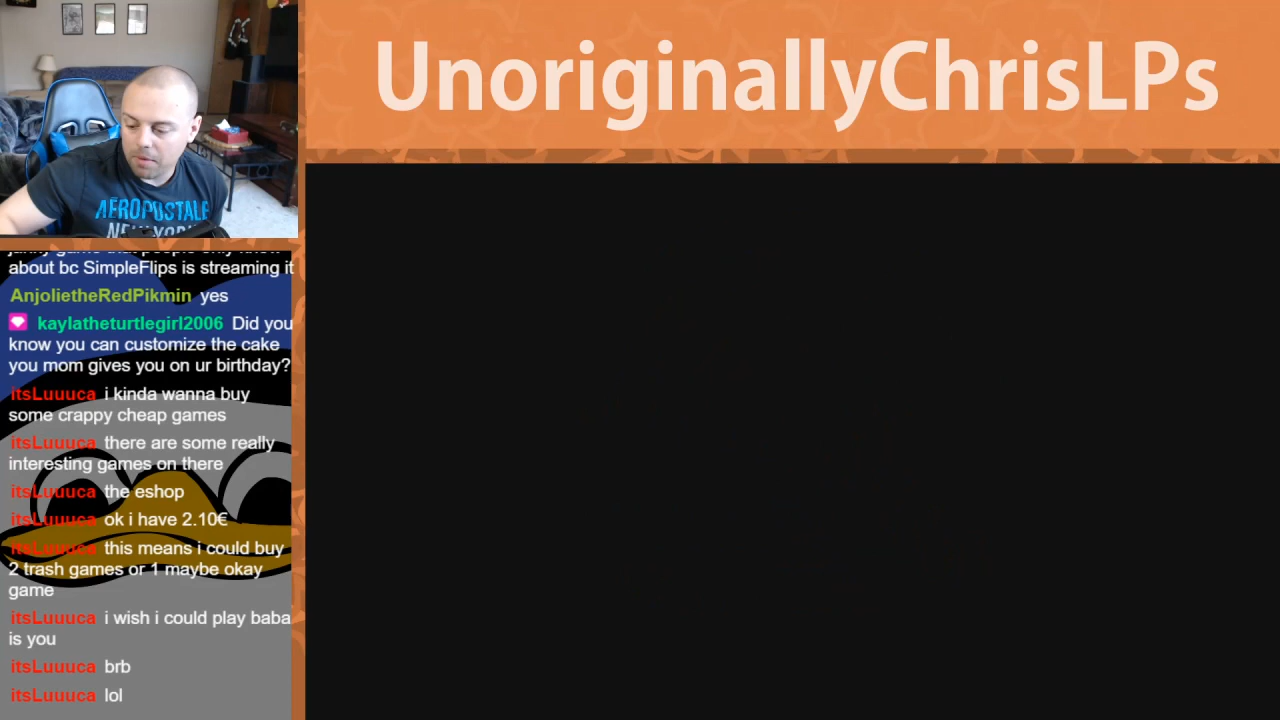 UnoriginallyChrisLPs
AÉROPOSTALE
NEW YORK
about bc SimpleFlips is streaming it
AnjolietheRedPikmin yes
kaylatheturtlegirl2006 Did you
know you can customize the cake
you mom gives you on ur birthday?
itsLuuuca i kinda wanna buy
some crappy cheap games
itsLuuuca there are some really
interesting games on there
itsLuuuca the eshop
itsLuuuca ok i have 2.10€
itsLuuuca this means i could buy
2 trash games or 1 maybe okay
game
itsLuuuca i wish i could play baba
is you
itsLuuuca brb
itsLuuuca lol